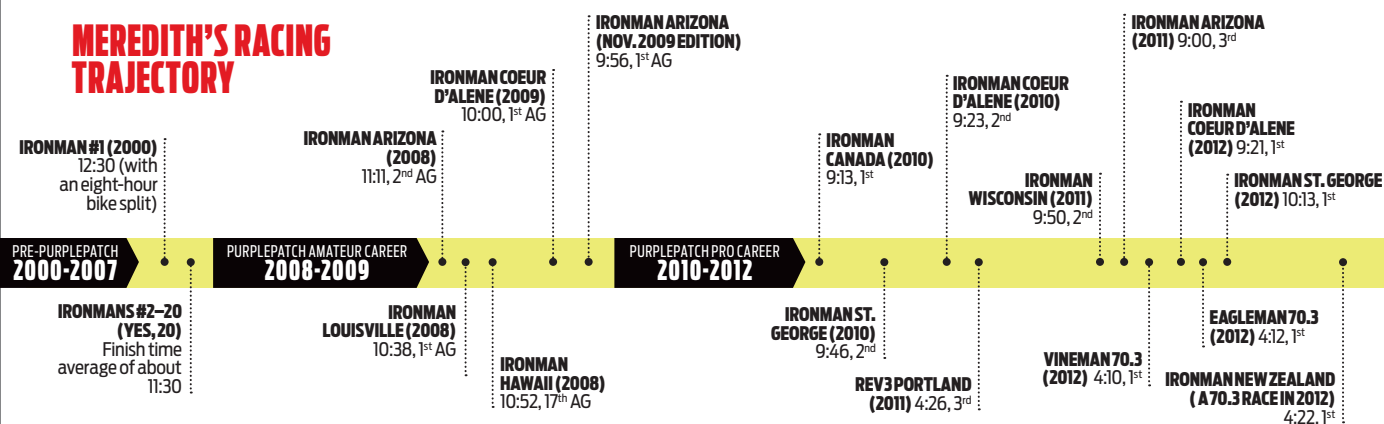 MEREDITH'S RACING
TRAJECTORY
IRONMAN #1 (2000)
12:30 (with
an eight-hour
bike split)
IRONMAN ARIZONA
(2008)
11:11, 2nd AG
IRONMAN COEUR
D'ALENE (2009)
10:00, 1st AG
IRONMAN ARIZONA
(NOV. 2009 EDITION)
9:56, 1st AG
IRONMAN
CANADA (2010)
9:13, 1st
IRONMAN COEUR
D'ALENE (2010)
9:23, 2nd
IRONMAN
WISCONSIN (2011)
9:50, 2nd
IRONMAN ARIZONA
(2011) 9:00, 3rd
IRONMAN
COEUR D'ALENE
(2012) 9:21, 1st
IRONMAN ST. GEORGE
(2012) 10:13, 1st
PRE-PURPLEPATCH
2000-2007
PURPLEPATCH AMATEUR CAREER
2008-2009
PURPLEPATCH PRO CAREER
2010-2012
IRONMANS #2–20
(YES, 20)
Finish time
average of about
11:30
IRONMAN
LOUISVILLE (2008)
10:38, 1st AG
IRONMAN
HAWAII (2008)
10:52, 17th AG
IRONMAN ST.
GEORGE (2010)
9:46, 2nd
REV3 PORTLAND
(2011) 4:26, 3rd
VINEMAN 70.3
(2012) 4:10, 1st
EAGLEMAN 70.3
(2012) 4:12, 1st
IRONMAN NEW ZEALAND
( A 70.3 RACE IN 2012)
4:22, 1st